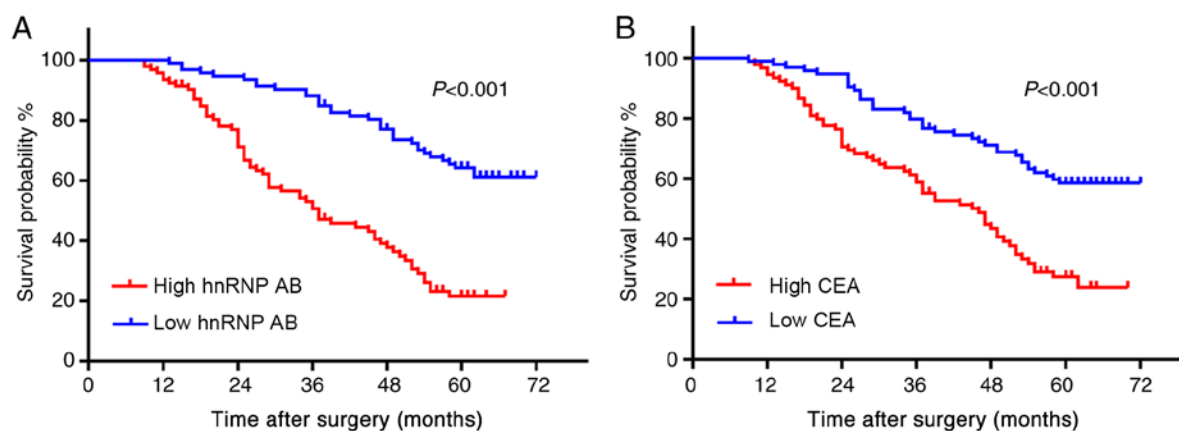 A
Survival probability %
100
80
60
40
20
0
P<0.001
High hnRNP AB
Low hnRNP AB
0 12 24 36 48 60 72
Time after surgery (months)
B
Survival probability %
100
80
60
40
20
0
P<0.001
High CEA
Low CEA
0 12 24 36 48 60 72
Time after surgery (months)